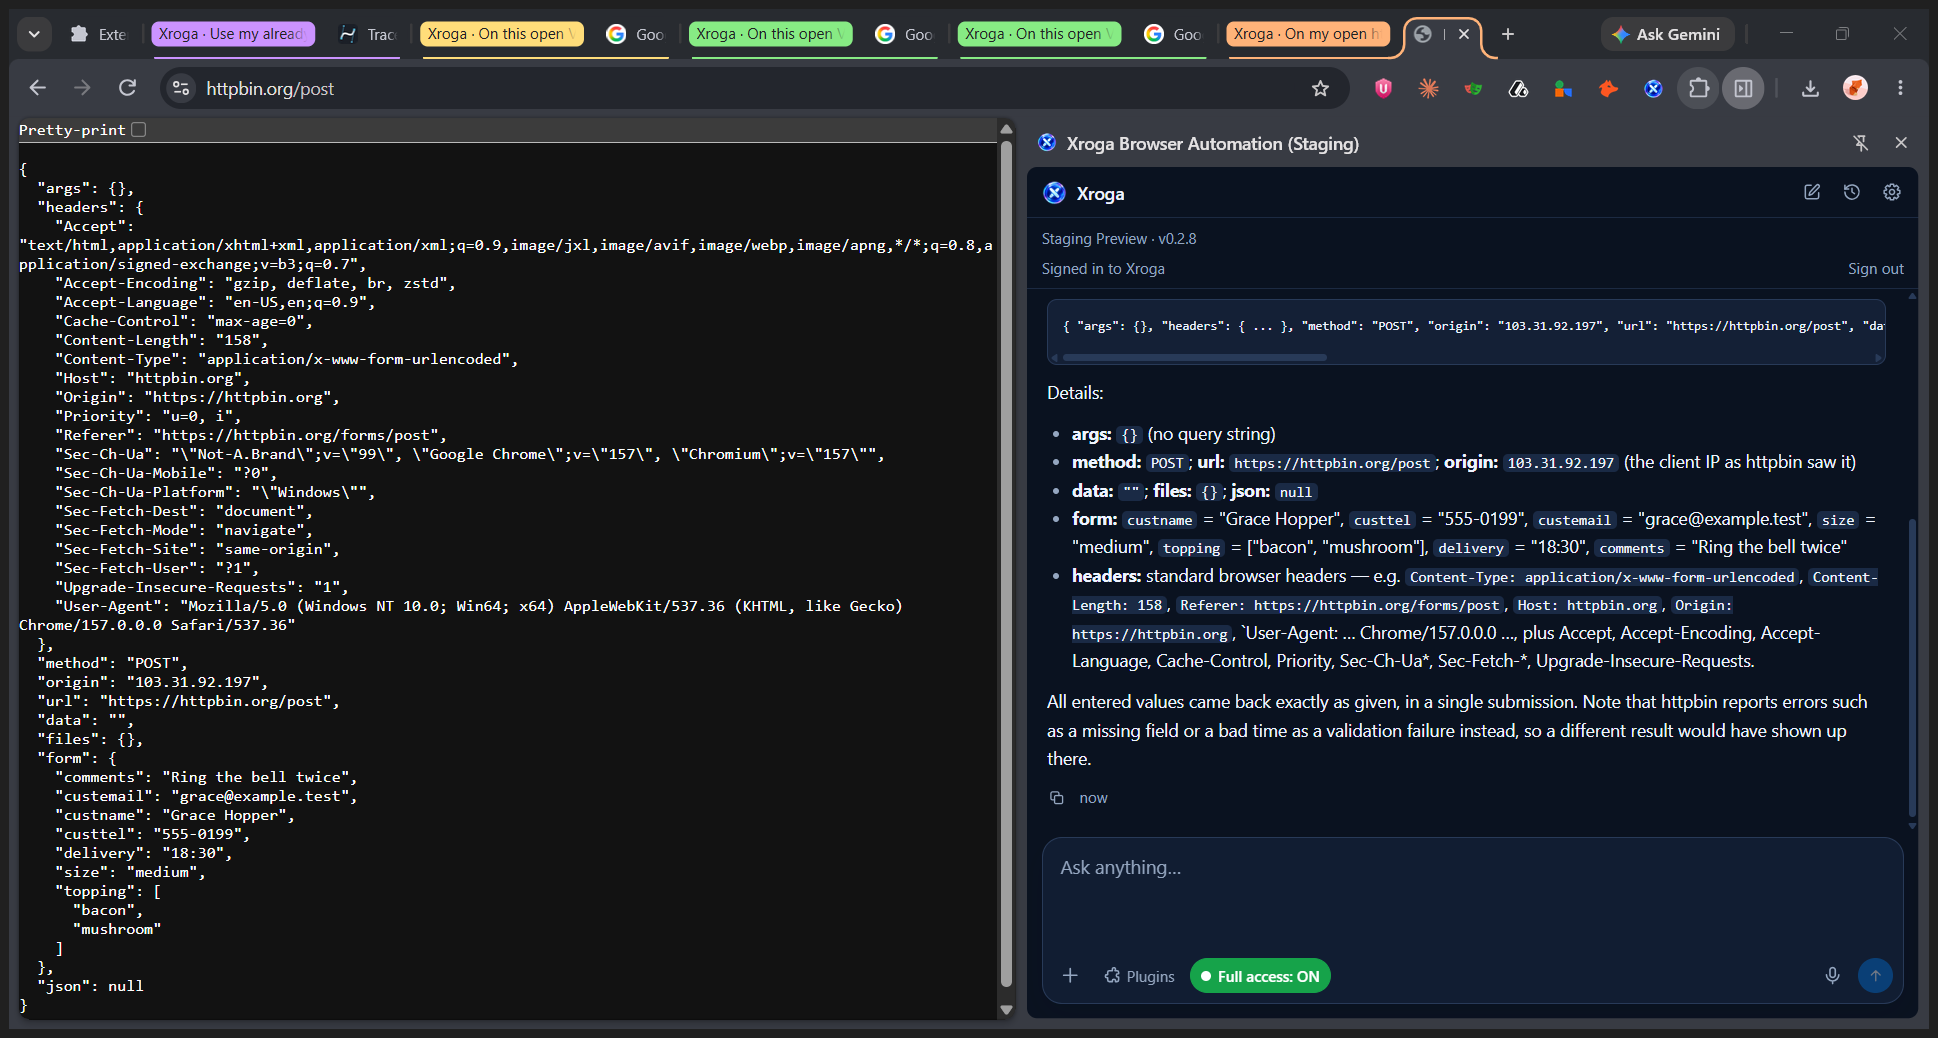 Exte
Xroga · Use my alread
Trac
Xroga · On this open
Goo
Xroga · On this open
Goo
Xroga · On this open
Goo
Xroga · On my open h
Ask Gemini
httpbin.org/post
Pretty-print
{
  "args": {},
  "headers": {
    "Accept":
"text/html,application/xhtml+xml,application/xml;q=0.9,image/jxl,image/avif,image/webp,image/apng,*/*;q=0.8,a
pplication/signed-exchange;v=b3;q=0.7",
    "Accept-Encoding": "gzip, deflate, br, zstd",
    "Accept-Language": "en-US,en;q=0.9",
    "Cache-Control": "max-age=0",
    "Content-Length": "158",
    "Content-Type": "application/x-www-form-urlencoded",
    "Host": "httpbin.org",
    "Origin": "https://httpbin.org",
    "Priority": "u=0, i",
    "Referer": "https://httpbin.org/forms/post",
    "Sec-Ch-Ua": "\"Not-A.Brand\";v=\"99\", \"Google Chrome\";v=\"157\", \"Chromium\";v=\"157\"",
    "Sec-Ch-Ua-Mobile": "?0",
    "Sec-Ch-Ua-Platform": "\"Windows\"",
    "Sec-Fetch-Dest": "document",
    "Sec-Fetch-Mode": "navigate",
    "Sec-Fetch-Site": "same-origin",
    "Sec-Fetch-User": "?1",
    "Upgrade-Insecure-Requests": "1",
    "User-Agent": "Mozilla/5.0 (Windows NT 10.0; Win64; x64) AppleWebKit/537.36 (KHTML, like Gecko)
Chrome/157.0.0.0 Safari/537.36"
  },
  "method": "POST",
  "origin": "103.31.92.197",
  "url": "https://httpbin.org/post",
  "data": "",
  "files": {},
  "form": {
    "comments": "Ring the bell twice",
    "custemail": "grace@example.test",
    "custname": "Grace Hopper",
    "custtel": "555-0199",
    "delivery": "18:30",
    "size": "medium",
    "topping": [
      "bacon",
      "mushroom"
    ]
  },
  "json": null
}
Xroga Browser Automation (Staging)
Xroga
Staging Preview · v0.2.8
Signed in to Xroga
Sign out
{ "args": {}, "headers": { ... }, "method": "POST", "origin": "103.31.92.197", "url": "https://httpbin.org/post", "da
Details:
• args: {} (no query string)
• method: POST; url: https://httpbin.org/post; origin: 103.31.92.197 (the client IP as httpbin saw it)
• data: ""; files: {}; json: null
• form: custname = "Grace Hopper", custtel = "555-0199", custemail = "grace@example.test", size =
"medium", topping = ["bacon", "mushroom"], delivery = "18:30", comments = "Ring the bell twice"
• headers: standard browser headers — e.g. Content-Type: application/x-www-form-urlencoded, Content-
Length: 158, Referer: https://httpbin.org/forms/post, Host: httpbin.org, Origin:
https://httpbin.org, `User-Agent: ... Chrome/157.0.0.0 ..., plus Accept, Accept-Encoding, Accept-
Language, Cache-Control, Priority, Sec-Ch-Ua*, Sec-Fetch-*, Upgrade-Insecure-Requests.
All entered values came back exactly as given, in a single submission. Note that httpbin reports errors such
as a missing field or a bad time as a validation failure instead, so a different result would have shown up
there.
now
Ask anything...
Plugins
Full access: ON